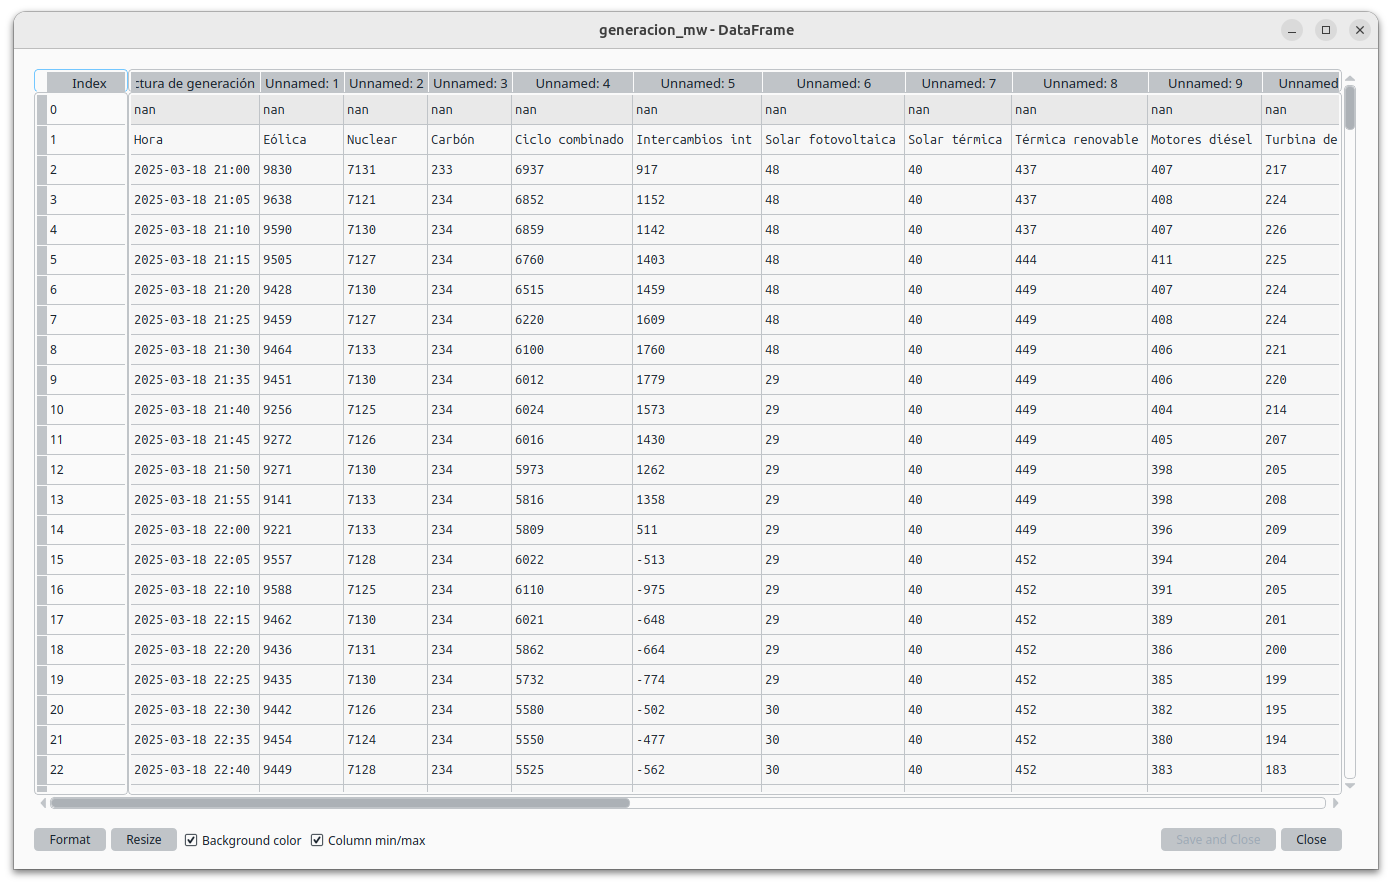 generacion_mw - DataFrame
Index ctura de generación Unnamed: 1 Unnamed: 2 Unnamed: 3 Unnamed: 4 Unnamed: 5 Unnamed: 6 Unnamed: 7 Unnamed: 8 Unnamed: 9 Unnamed
0 nan nan nan nan nan nan nan nan nan nan nan
1 Hora Eólica Nuclear Carbón Ciclo combinado Intercambios int Solar fotovoltaica Solar térmica Térmica renovable Motores diésel Turbina de
2 2025-03-18 21:00 9830 7131 233 6937 917 48 40 437 407 217
3 2025-03-18 21:05 9638 7121 234 6852 1152 48 40 437 408 224
4 2025-03-18 21:10 9590 7130 234 6859 1142 48 40 437 407 226
5 2025-03-18 21:15 9505 7127 234 6760 1403 48 40 444 411 225
6 2025-03-18 21:20 9428 7130 234 6515 1459 48 40 449 407 224
7 2025-03-18 21:25 9459 7127 234 6220 1609 48 40 449 408 224
8 2025-03-18 21:30 9464 7133 234 6100 1760 48 40 449 406 221
9 2025-03-18 21:35 9451 7130 234 6012 1779 29 40 449 406 220
10 2025-03-18 21:40 9256 7125 234 6024 1573 29 40 449 404 214
11 2025-03-18 21:45 9272 7126 234 6016 1430 29 40 449 405 207
12 2025-03-18 21:50 9271 7130 234 5973 1262 29 40 449 398 205
13 2025-03-18 21:55 9141 7133 234 5816 1358 29 40 449 398 208
14 2025-03-18 22:00 9221 7133 234 5809 511 29 40 449 396 209
15 2025-03-18 22:05 9557 7128 234 6022 -513 29 40 452 394 204
16 2025-03-18 22:10 9588 7125 234 6110 -975 29 40 452 391 205
17 2025-03-18 22:15 9462 7130 234 6021 -648 29 40 452 389 201
18 2025-03-18 22:20 9436 7131 234 5862 -664 29 40 452 386 200
19 2025-03-18 22:25 9435 7130 234 5732 -774 29 40 452 385 199
20 2025-03-18 22:30 9442 7126 234 5580 -502 30 40 452 382 195
21 2025-03-18 22:35 9454 7124 234 5550 -477 30 40 452 380 194
22 2025-03-18 22:40 9449 7128 234 5525 -562 30 40 452 383 183
Format Resize Background color Column min/max Save and Close Close